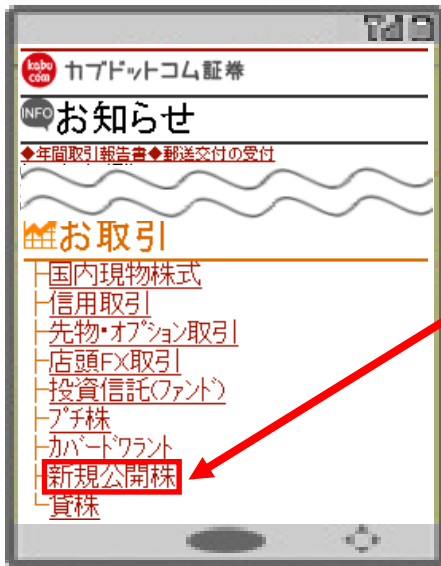 kabu.com カブドットコム証券
INFO お知らせ
◆年間取引報告書◆郵送交付の受付
お取引
国内現物株式
信用取引
先物・オプション取引
店頭FX取引
投資信託(ファンド)
プチ株
カバードワラント
新規公開株
貸株